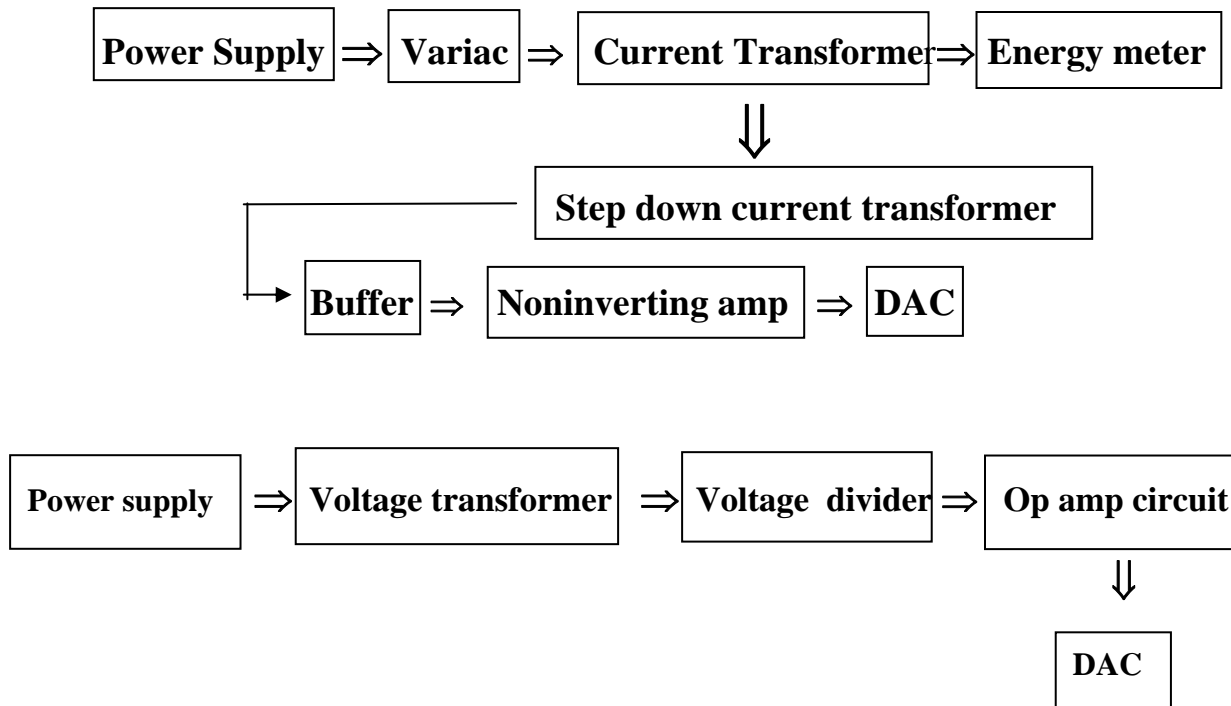 Power Supply ⇒ Variac ⇒ Current Transformer ⇒ Energy meter
Step down current transformer
Buffer ⇒ Noninverting amp ⇒ DAC
Power supply ⇒ Voltage transformer ⇒ Voltage divider ⇒ Op amp circuit
DAC